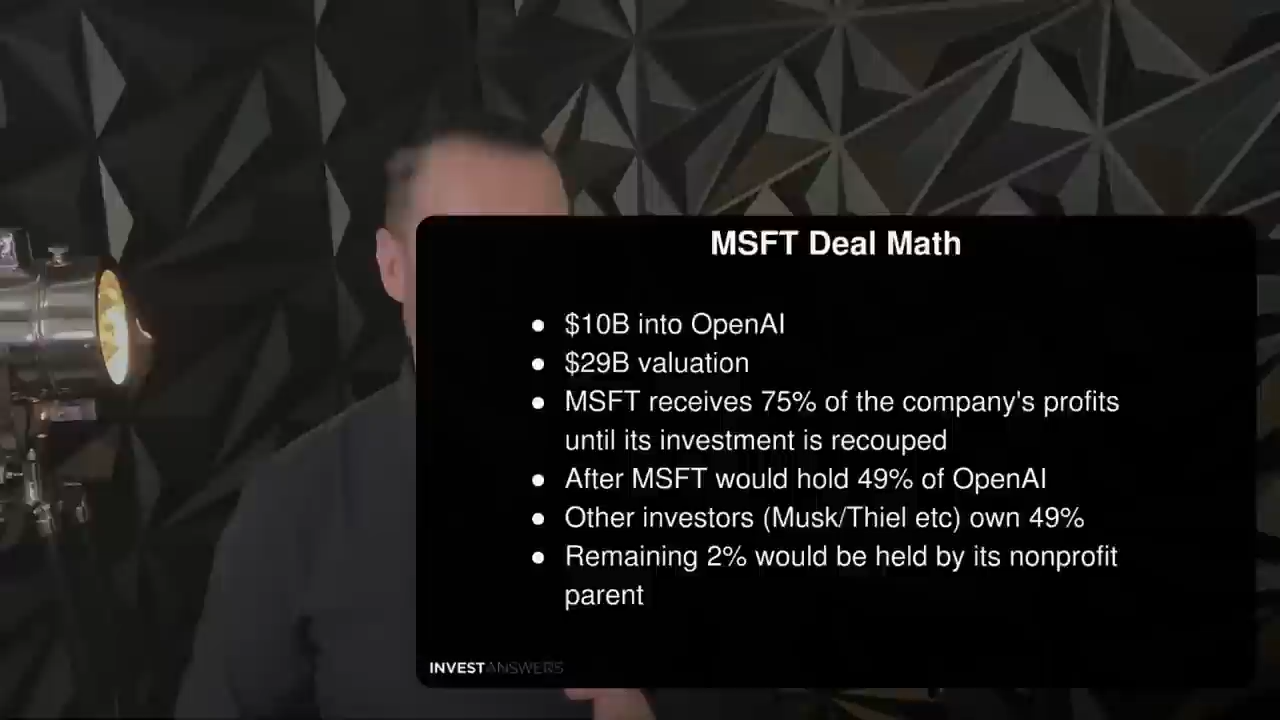 MSFT Deal Math
● $10B into OpenAI
● $29B valuation
● MSFT receives 75% of the company's profits
until its investment is recouped
● After MSFT would hold 49% of OpenAI
● Other investors (Musk/Thiel etc) own 49%
● Remaining 2% would be held by its nonprofit
parent
INVESTANSWERS